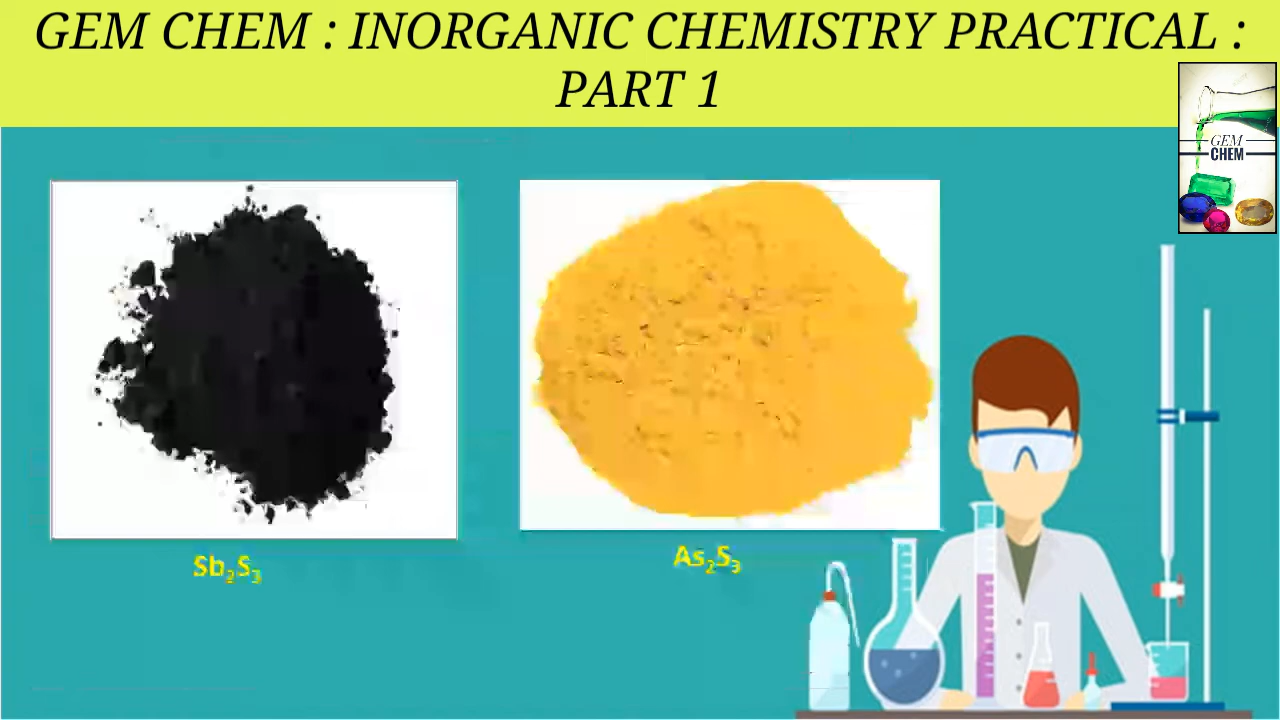 GEM CHEM : INORGANIC CHEMISTRY PRACTICAL :
PART 1
GEM
CHEM
Sb₂S₃
As₂S₃